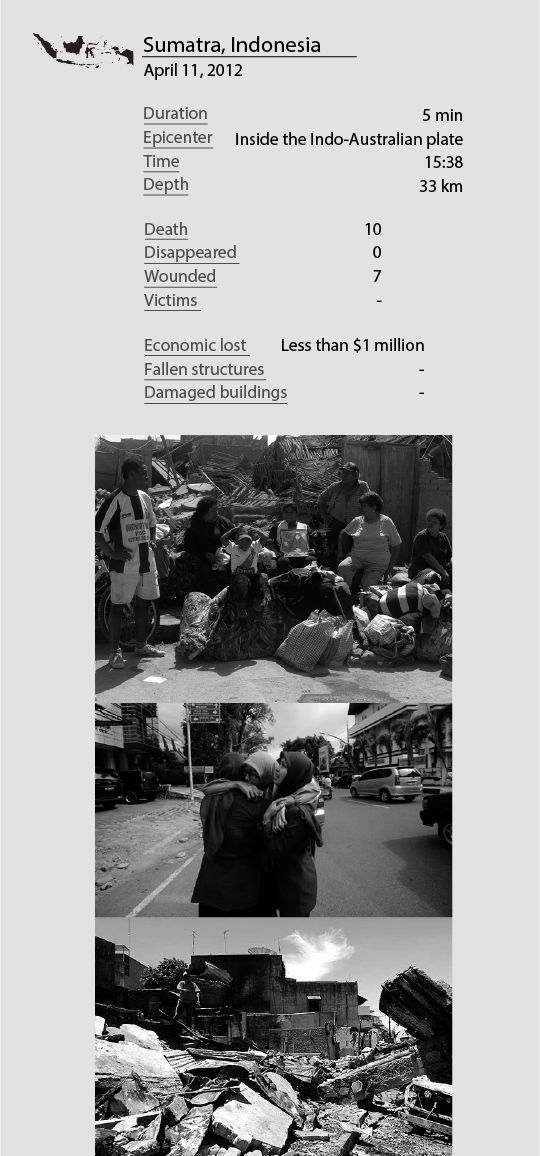 Sumatra, Indonesia
April 11, 2012
Duration 5 min
Epicenter Inside the Indo-Australian plate
Time 15:38
Depth 33 km
Death 10
Disappeared 0
Wounded 7
Victims -
Economic lost Less than $1 million
Fallen structures -
Damaged buildings -